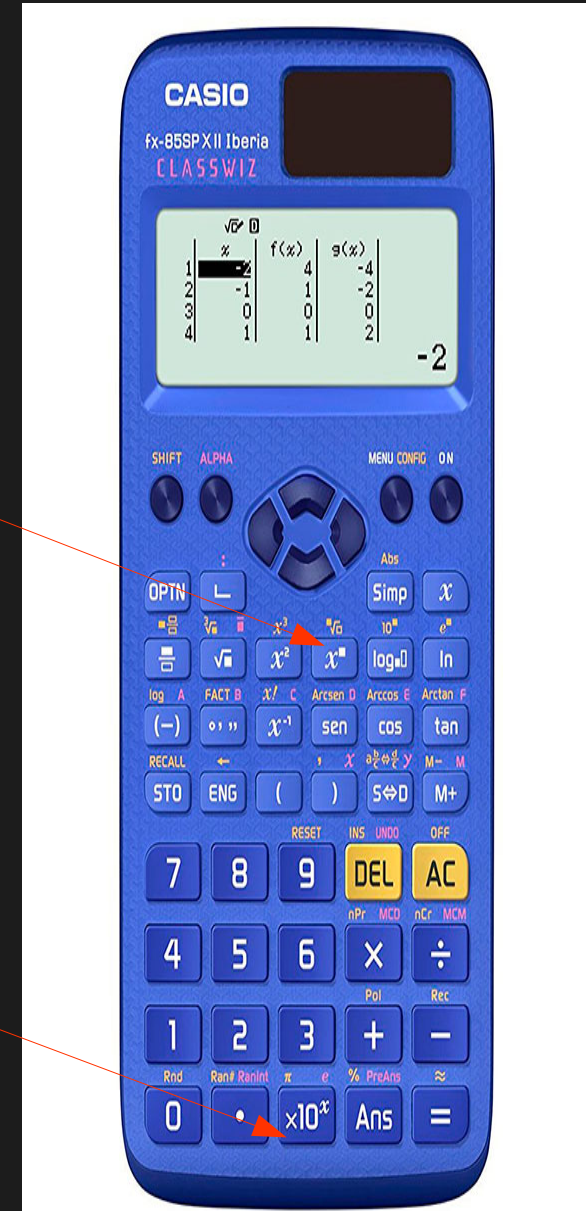 CASIO
fx-85SP X II Iberia
CLASSWIZ
√□ D
x f(x) g(x)
1 -2 4 -4
2 -1 1 -2
3 0 0 0
4 1 1 2
-2
SHIFT ALPHA MENU CONFIG ON
: Abs
OPTN Simp x
³√■ x³ ■√□ 10■ e■
√■ x² x■ log■□ ln
log A FACT B x! C Arcsen D Arccos E Arctan F
(−) °,,, x⁻¹ sen cos tan
RECALL ← , x a b/c⇔d/c y M− M
STO ENG ( ) S⇔D M+
RESET INS UNDO OFF
7 8 9 DEL AC
nPr MCD nCr MCM
4 5 6 × ÷
Pol Rec
1 2 3 + −
Rnd Ran# RanInt π e % PreAns ≈
0 • ×10ˣ Ans =